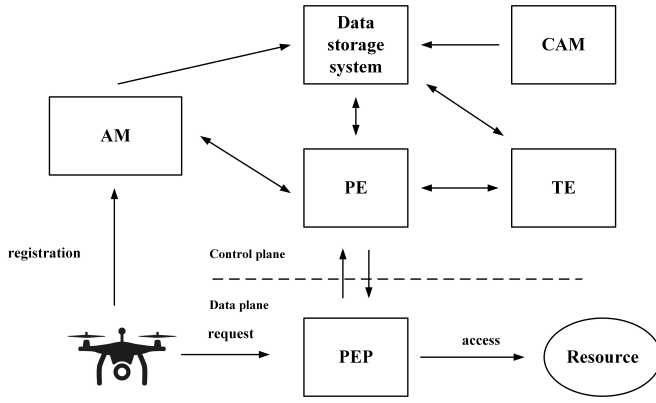 Data
storage
system
CAM
AM
PE
TE
registration
Control plane
Data plane
request
PEP
access
Resource